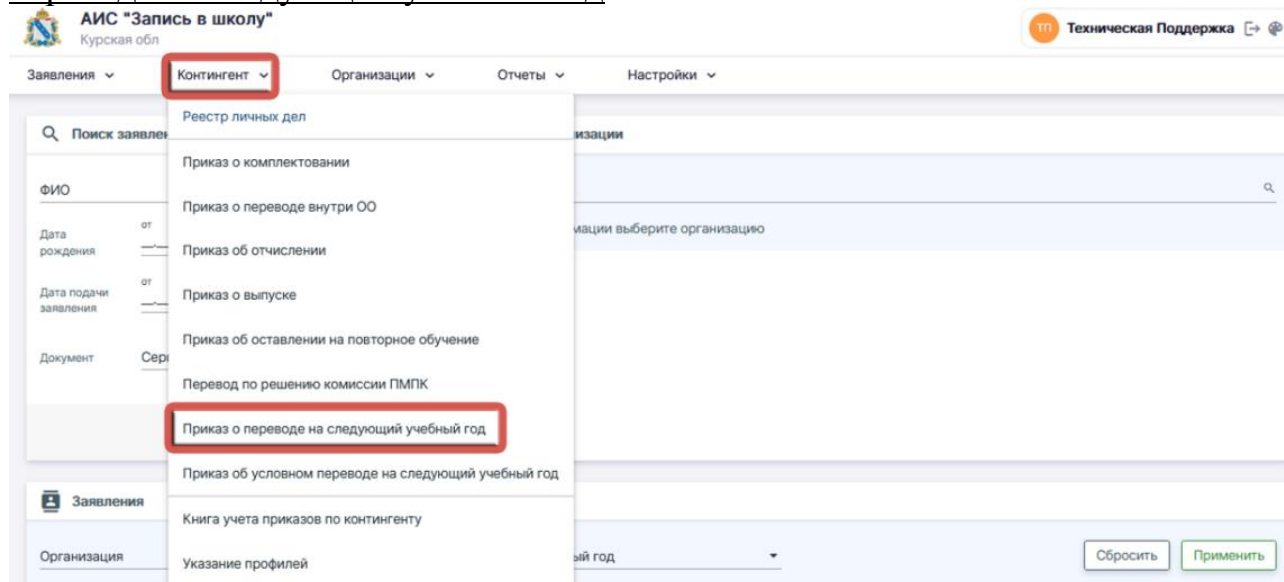 АИС "Запись в школу"
Курская обл
ТП Техническая Поддержка
Заявления Контингент Организации Отчеты Настройки
Реестр личных дел
Приказ о комплектовании
Приказ о переводе внутри ОО
Приказ об отчислении
Приказ о выпуске
Приказ об оставлении на повторное обучение
Перевод по решению комиссии ПМПК
Приказ о переводе на следующий учебный год
Приказ об условном переводе на следующий учебный год
Книга учета приказов по контингенту
Указание профилей
Поиск заявлен
изации
ФИО
мации выберите организацию
Дата рождения от
Дата подачи заявления от
Документ Сери
Заявления
Организация ый год Сбросить Применить